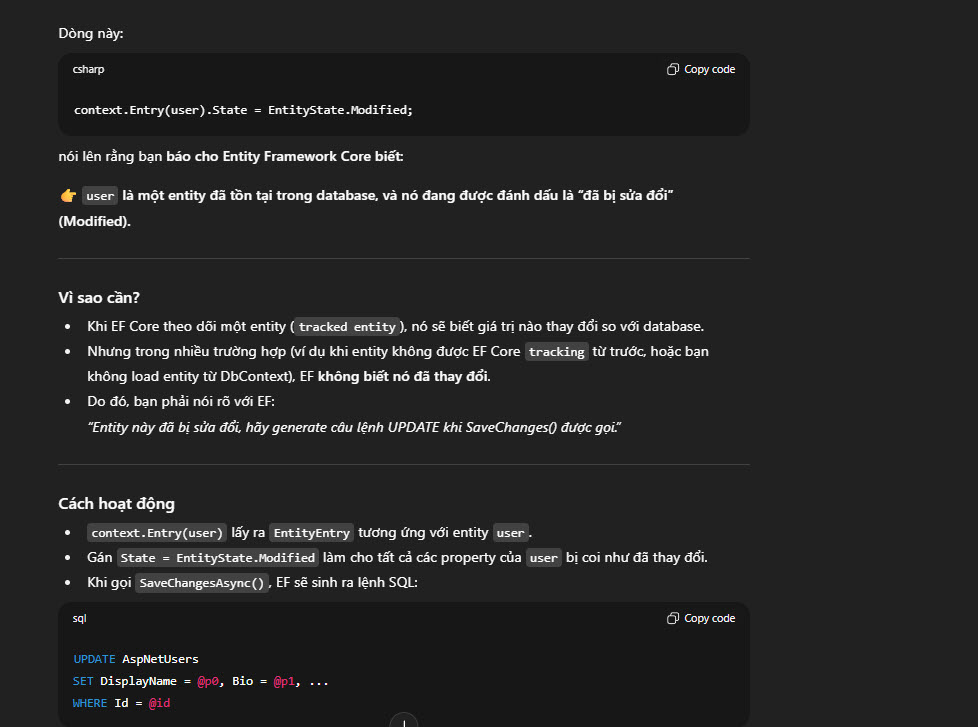 Dòng này:
csharp
Copy code
context.Entry(user).State = EntityState.Modified;
nói lên rằng bạn báo cho Entity Framework Core biết:
👉 user là một entity đã tồn tại trong database, và nó đang được đánh dấu là “đã bị sửa đổi”
(Modified).
Vì sao cần?
• Khi EF Core theo dõi một entity (tracked entity), nó sẽ biết giá trị nào thay đổi so với database.
• Nhưng trong nhiều trường hợp (ví dụ khi entity không được EF Core tracking từ trước, hoặc bạn
không load entity từ DbContext), EF không biết nó đã thay đổi.
• Do đó, bạn phải nói rõ với EF:
“Entity này đã bị sửa đổi, hãy generate câu lệnh UPDATE khi SaveChanges() được gọi.”
Cách hoạt động
• context.Entry(user) lấy ra EntityEntry tương ứng với entity user.
• Gán State = EntityState.Modified làm cho tất cả các property của user bị coi như đã thay đổi.
• Khi gọi SaveChangesAsync(), EF sẽ sinh ra lệnh SQL:
sql
Copy code
UPDATE AspNetUsers
SET DisplayName = @p0, Bio = @p1, ...
WHERE Id = @id